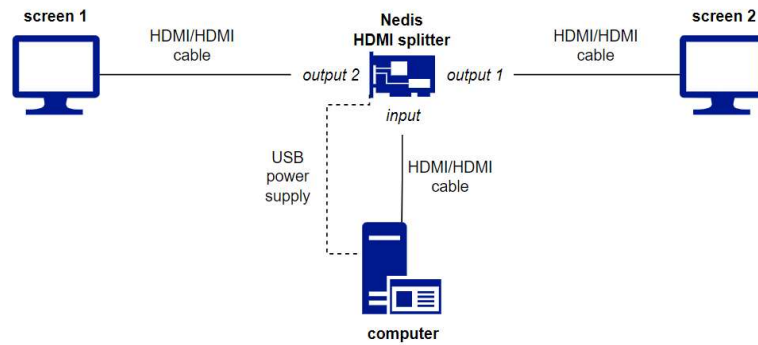 screen 1
Nedis
HDMI splitter
screen 2
HDMI/HDMI
cable
HDMI/HDMI
cable
output 2
output 1
input
USB
power
supply
HDMI/HDMI
cable
computer